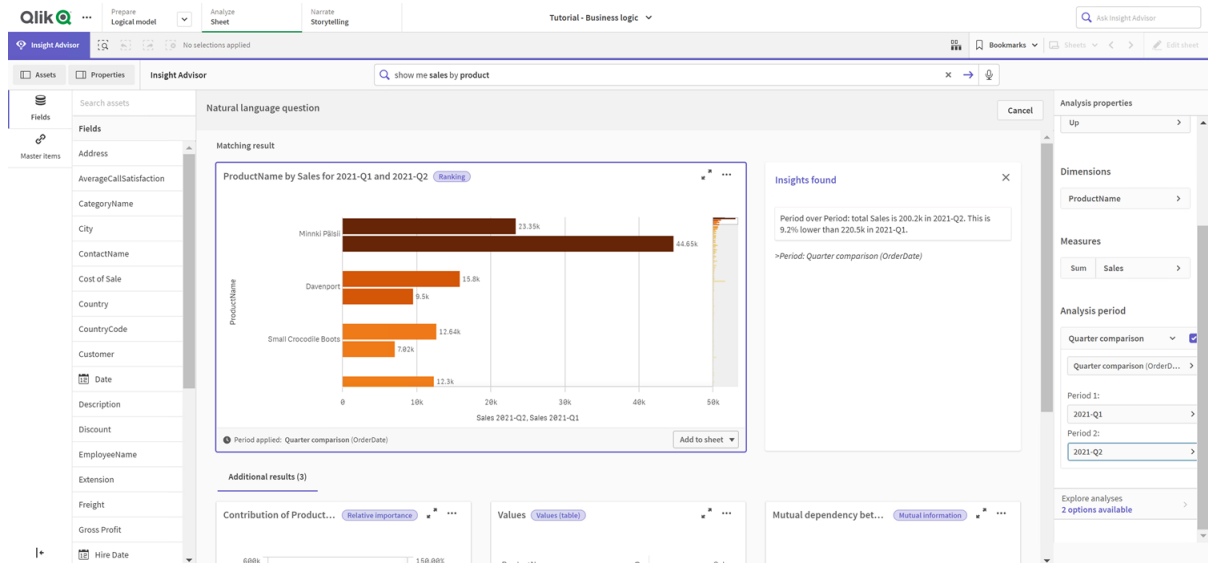 Qlik
Prepare
Logical model
Analyze
Sheet
Narrate
Storytelling
Tutorial - Business logic
Ask Insight Advisor
Insight Advisor
No selections applied
Bookmarks
Sheets
Edit sheet
Assets
Properties
Insight Advisor
show me sales by product
Fields
Master items
Search assets
Fields
Address
AverageCallSatisfaction
CategoryName
City
ContactName
Cost of Sale
Country
CountryCode
Customer
Date
Description
Discount
EmployeeName
Extension
Freight
Gross Profit
Hire Date
Natural language question
Cancel
Matching result
ProductName by Sales for 2021-Q1 and 2021-Q2
Ranking
ProductName
Minnki Pälsii
23.35k
44.65k
Davenport
15.8k
9.5k
Small Crocodile Boots
12.64k
7.02k
12.3k
0 10k 20k 30k 40k 50k
Sales 2021-Q2, Sales 2021-Q1
Period applied: Quarter comparison (OrderDate)
Add to sheet
Insights found
Period over Period: total Sales is 200.2k in 2021-Q2. This is
9.2% lower than 220.5k in 2021-Q1.
>Period: Quarter comparison (OrderDate)
Additional results (3)
Contribution of Product...
Relative importance
600k
150.00%
Values
Values (table)
Mutual dependency bet...
Mutual information
Analysis properties
Up
Dimensions
ProductName
Measures
Sum
Sales
Analysis period
Quarter comparison
Quarter comparison (OrderD...
Period 1:
2021-Q1
Period 2:
2021-Q2
Explore analyses
2 options available